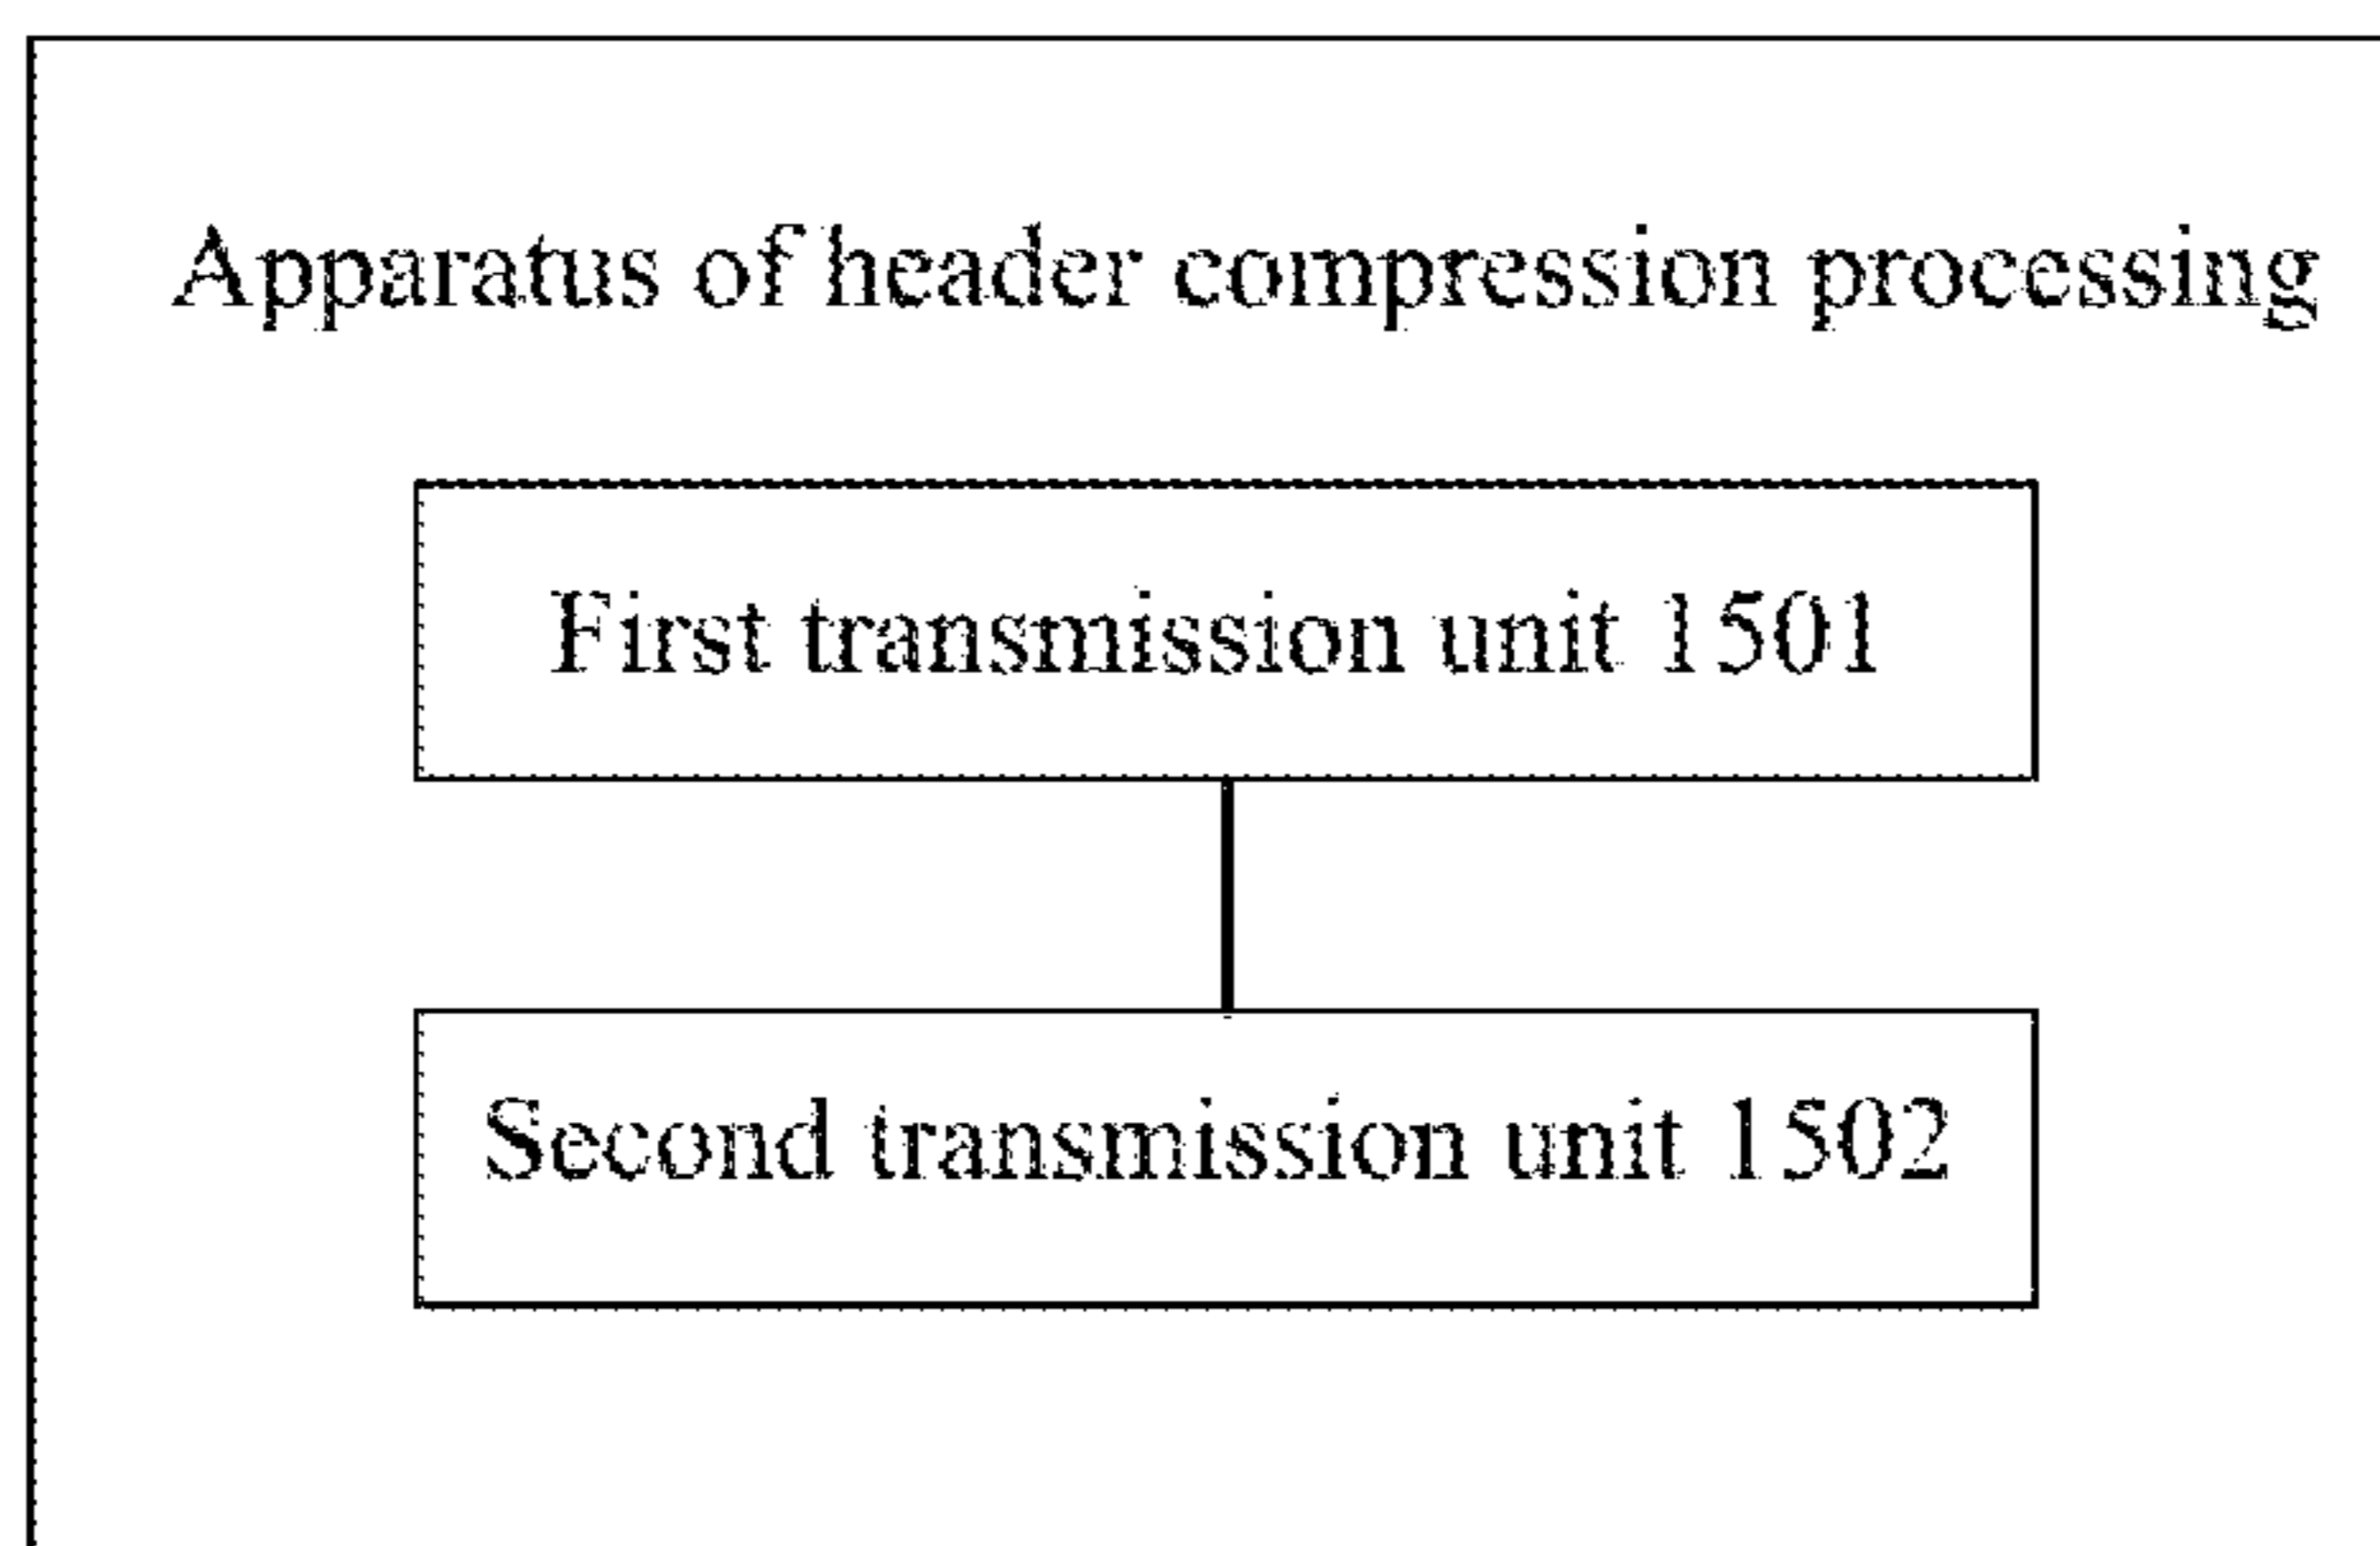 Apparatus of header compression processing
First transmission unit 1501
Second transmission unit 1502